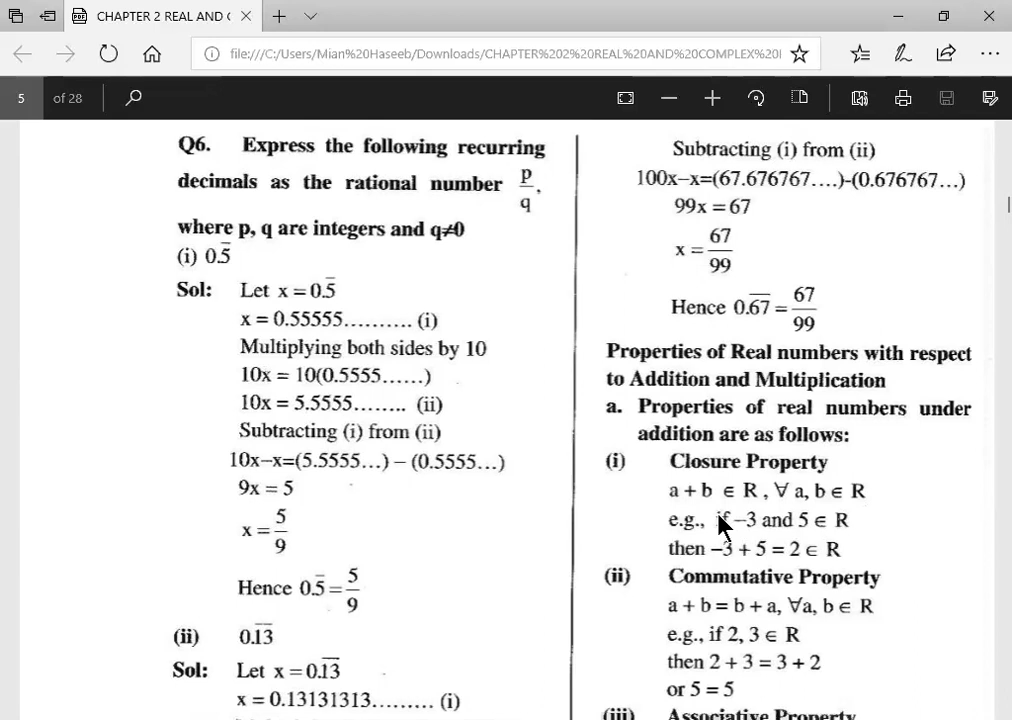 CHAPTER 2 REAL AND C
file:///C:/Users/Mian%20Haseeb/Downloads/CHAPTER%202%20REAL%20AND%20COMPLEX%20
5 of 28
Q6. Express the following recurring
decimals as the rational number p/q,
where p, q are integers and q≠0
(i) 0.5̅
Sol: Let x = 0.5̅
x = 0.55555.......... (i)
Multiplying both sides by 10
10x = 10(0.5555......)
10x = 5.5555........ (ii)
Subtracting (i) from (ii)
10x–x=(5.5555...) – (0.5555...)
9x = 5
x = 5/9
Hence 0.5̅ = 5/9
(ii) 0.1̅3̅
Sol: Let x = 0.1̅3̅
x = 0.13131313......... (i)
Subtracting (i) from (ii)
100x–x=(67.676767....)-(0.676767...)
99x = 67
x = 67/99
Hence 0.6̅7̅ = 67/99
Properties of Real numbers with respect
to Addition and Multiplication
a. Properties of real numbers under
addition are as follows:
(i) Closure Property
a + b ∈ R , ∀ a, b ∈ R
e.g., if –3 and 5 ∈ R
then –3 + 5 = 2 ∈ R
(ii) Commutative Property
a + b = b + a, ∀a, b ∈ R
e.g., if 2, 3 ∈ R
then 2 + 3 = 3 + 2
or 5 = 5
(iii) Associative Property